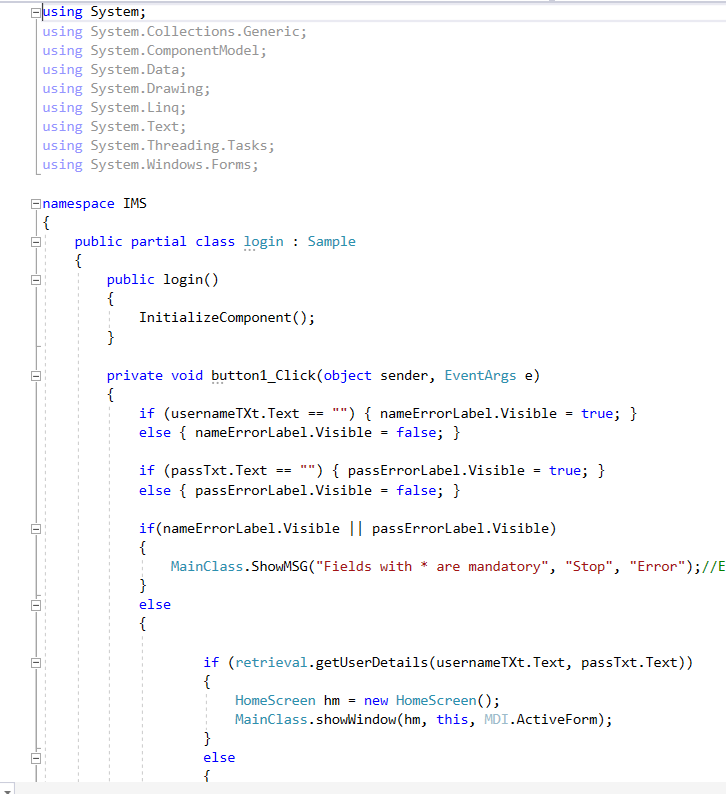 using System;
using System.Collections.Generic;
using System.ComponentModel;
using System.Data;
using System.Drawing;
using System.Linq;
using System.Text;
using System.Threading.Tasks;
using System.Windows.Forms;
namespace IMS
{
public partial class login : Sample
{
public login()
{
InitializeComponent();
}
private void button1_Click(object sender, EventArgs e)
{
if (usernameTXt.Text == "") { nameErrorLabel.Visible = true; }
else { nameErrorLabel.Visible = false; }
if (passTxt.Text == "") { passErrorLabel.Visible = true; }
else { passErrorLabel.Visible = false; }
if(nameErrorLabel.Visible || passErrorLabel.Visible)
{
MainClass.ShowMSG("Fields with * are mandatory", "Stop", "Error");//E
}
else
{
if (retrieval.getUserDetails(usernameTXt.Text, passTxt.Text))
{
HomeScreen hm = new HomeScreen();
MainClass.showWindow(hm, this, MDI.ActiveForm);
}
else
{